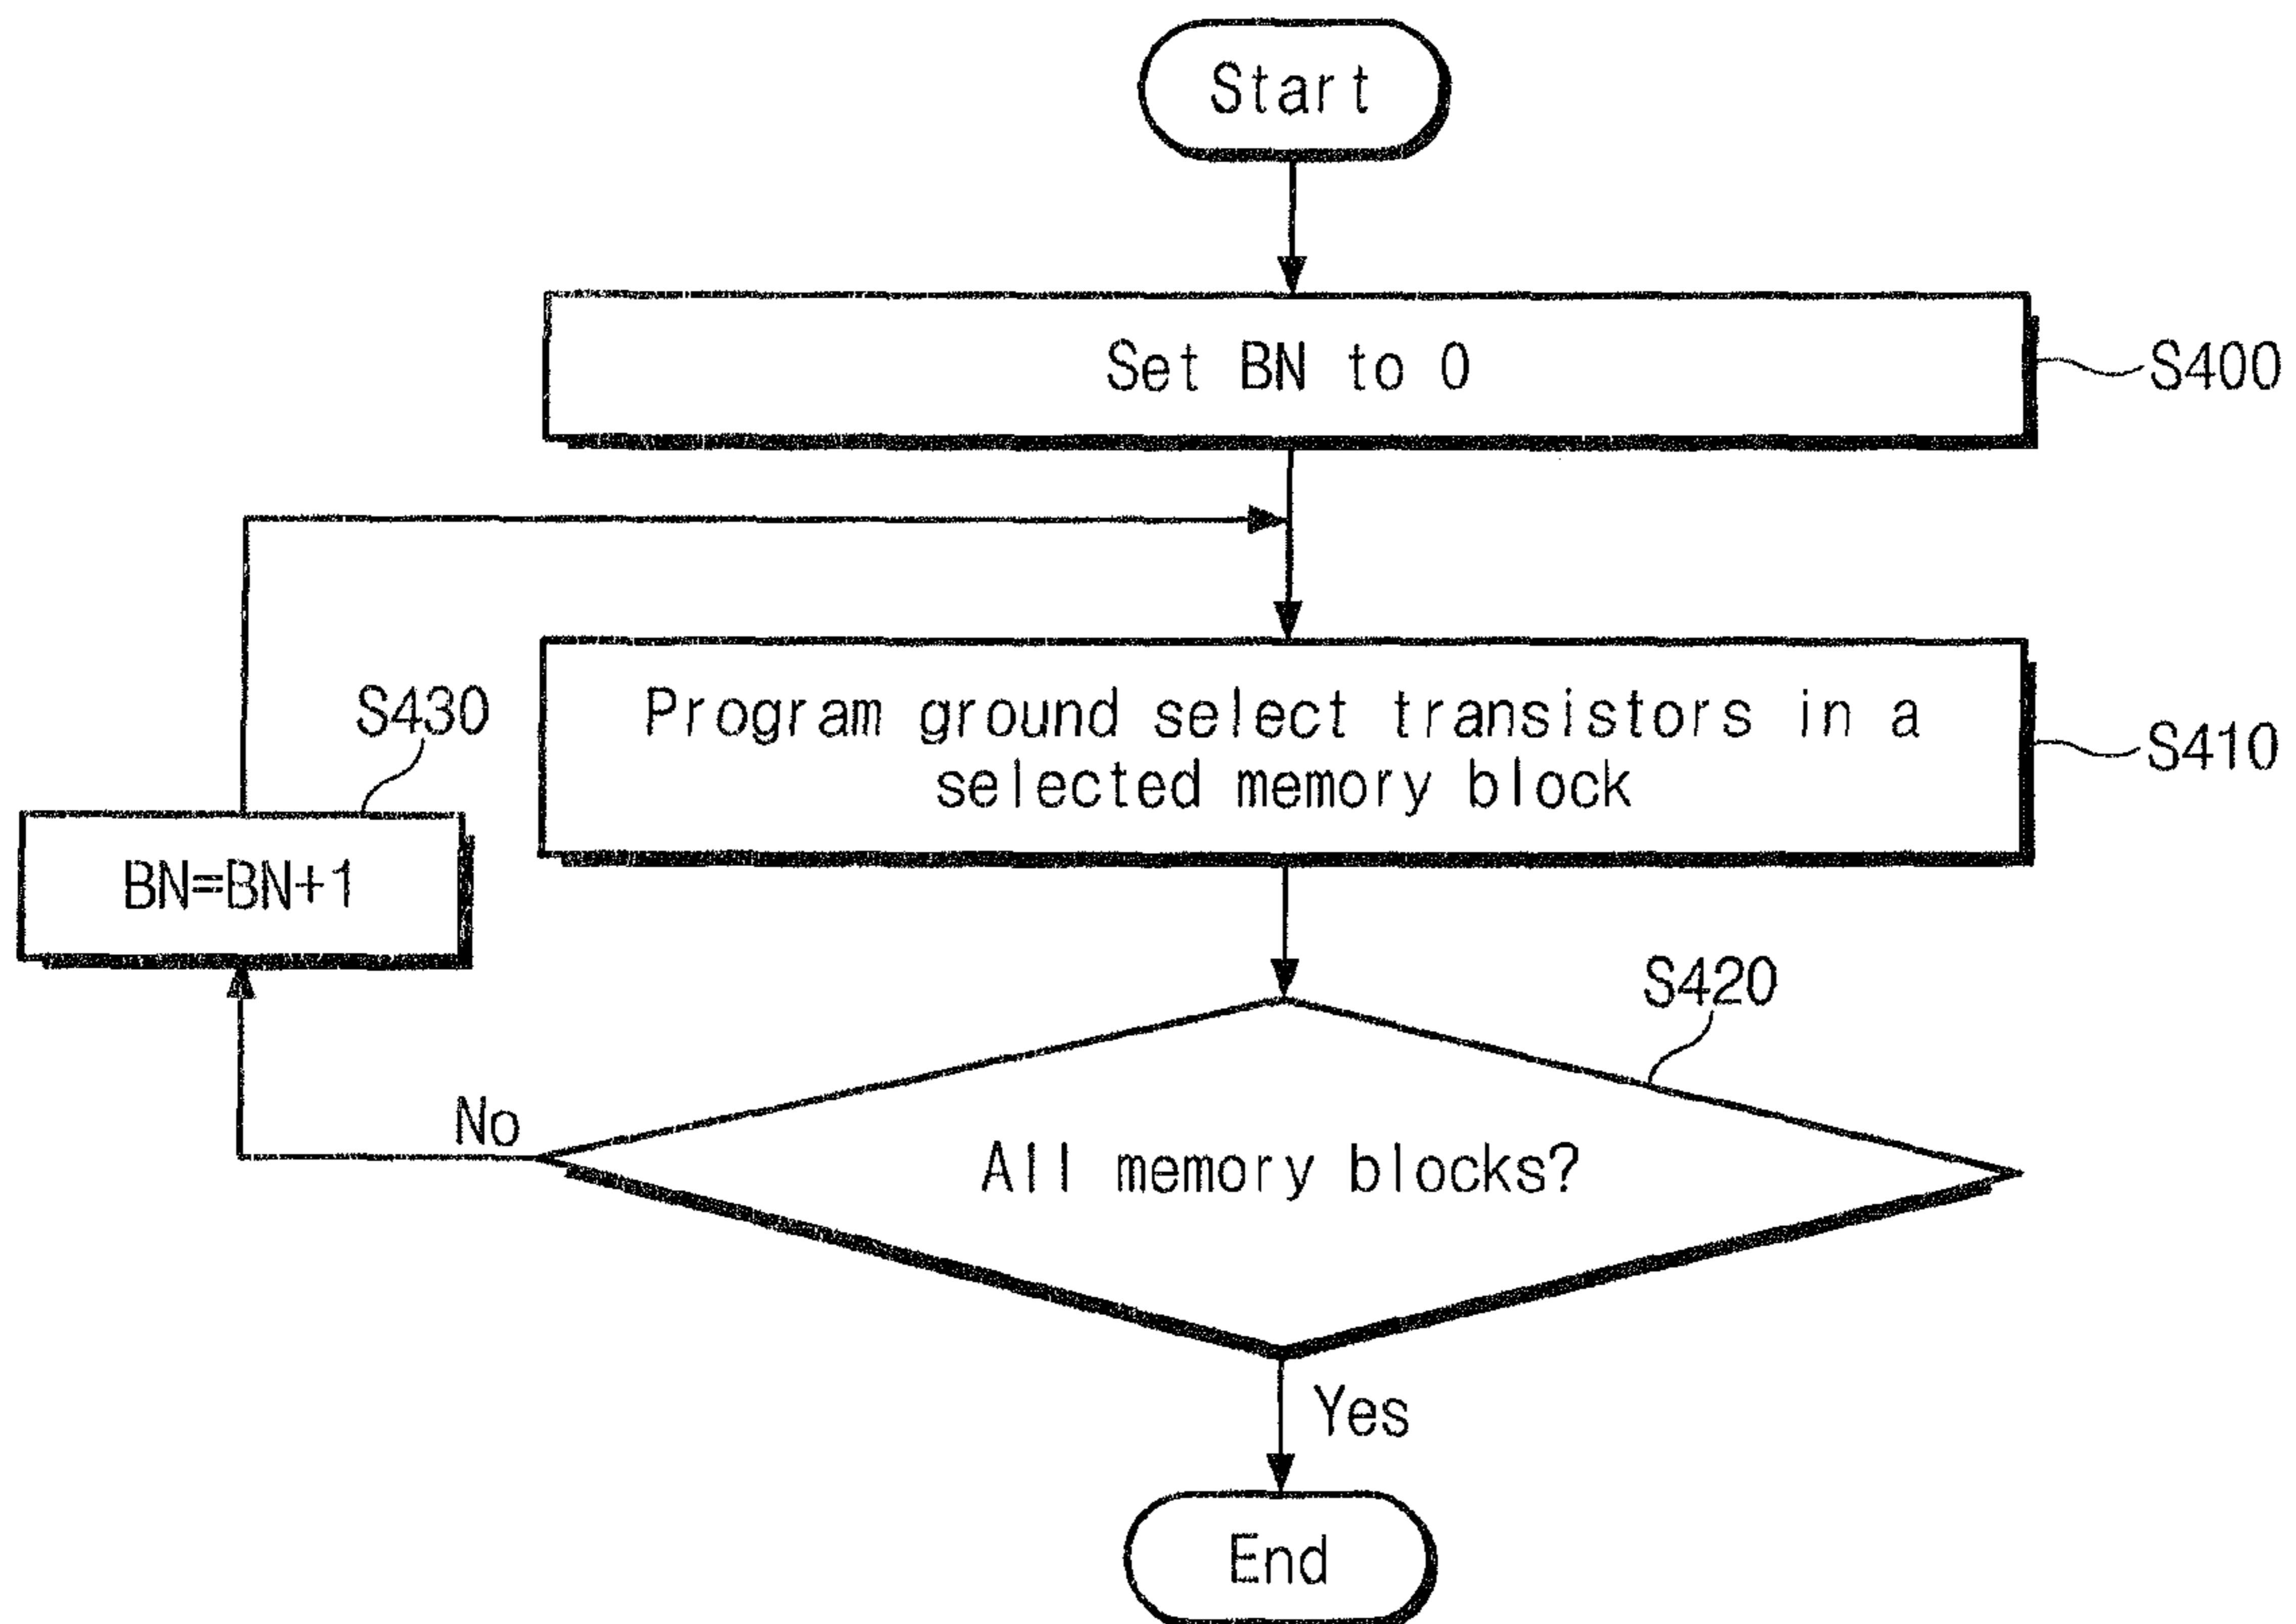 Start
Set BN to 0
S400
Program ground select transistors in a
selected memory block
S410
S430
BN=BN+1
S420
All memory blocks?
No
Yes
End